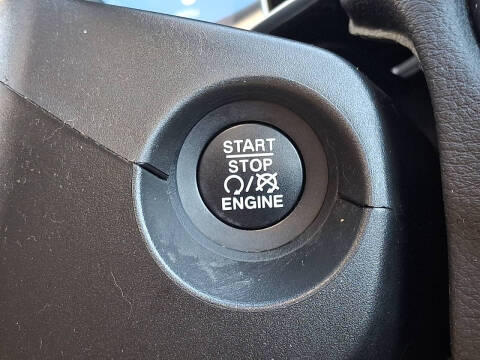 START
STOP
/
ENGINE